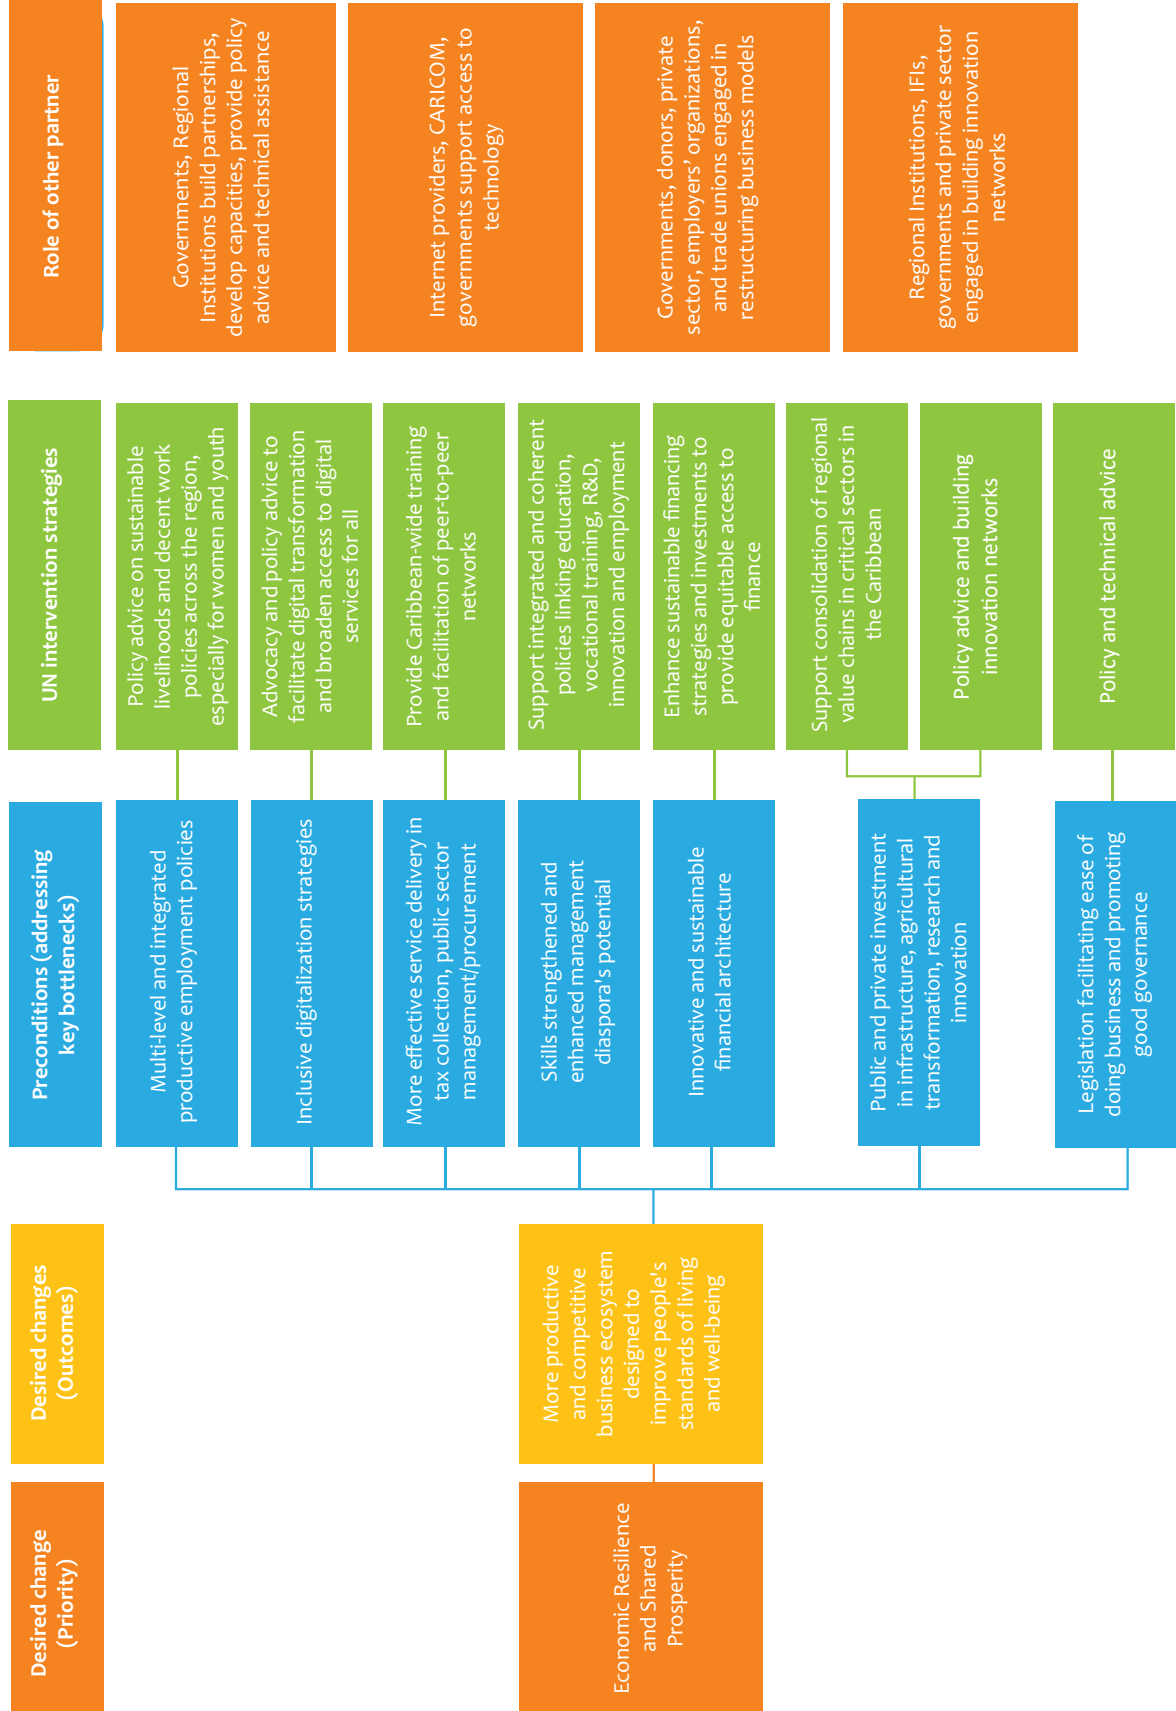 Desired change
(Priority)
Desired changes
(Outcomes)
Preconditions (addressing
key bottlenecks)
UN intervention strategies
Role of other partner
Economic Resilience
and Shared
Prosperity
More productive
and competitive
business ecosystem
designed to
improve people's
standards of living
and well-being
Multi-level and integrated
productive employment policies
Inclusive digitalization strategies
More effective service delivery in
tax collection, public sector
management/procurement
Skills strengthened and
enhanced management
diaspora's potential
Innovative and sustainable
financial architecture
Public and private investment
in infrastructure, agricultural
transformation, research and
innovation
Legislation facilitating ease of
doing business and promoting
good governance
Policy advice on sustainable
livelihoods and decent work
policies across the region,
especially for women and youth
Advocacy and policy advice to
facilitate digital transformation
and broaden access to digital
services for all
Provide Caribbean-wide training
and facilitation of peer-to-peer
networks
Support integrated and coherent
policies linking education,
vocational training, R&D,
innovation and employment
Enhance sustainable financing
strategies and investments to
provide equitable access to
finance
Support consolidation of regional
value chains in critical sectors in
the Caribbean
Policy advice and building
innovation networks
Policy and technical advice
Governments, Regional
Institutions build partnerships,
develop capacities, provide policy
advice and technical assistance
Internet providers, CARICOM,
governments support access to
technology
Governments, donors, private
sector, employers’ organizations,
and trade unions engaged in
restructuring business models
Regional Institutions, IFIs,
governments and private sector
engaged in building innovation
networks